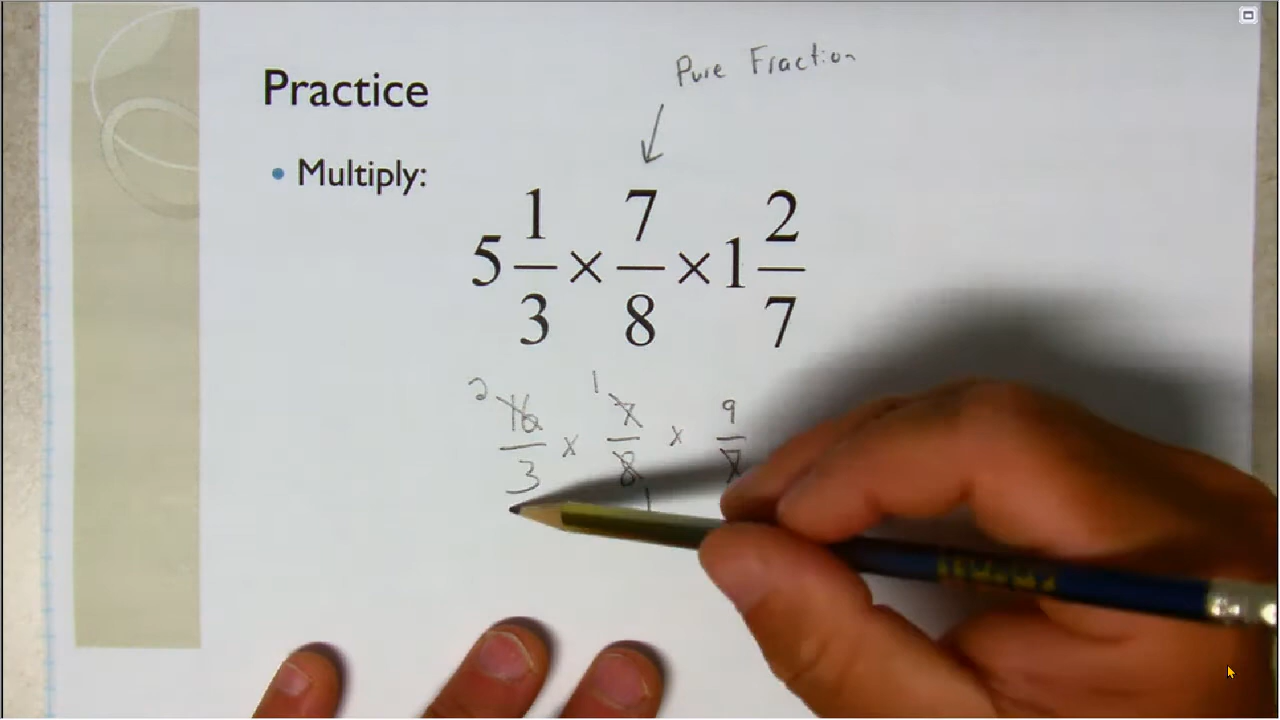 Pure Fraction
Practice
• Multiply:
5 1/3 × 7/8 × 1 2/7
2 1
16/3 x 7/8 x 9/7
1